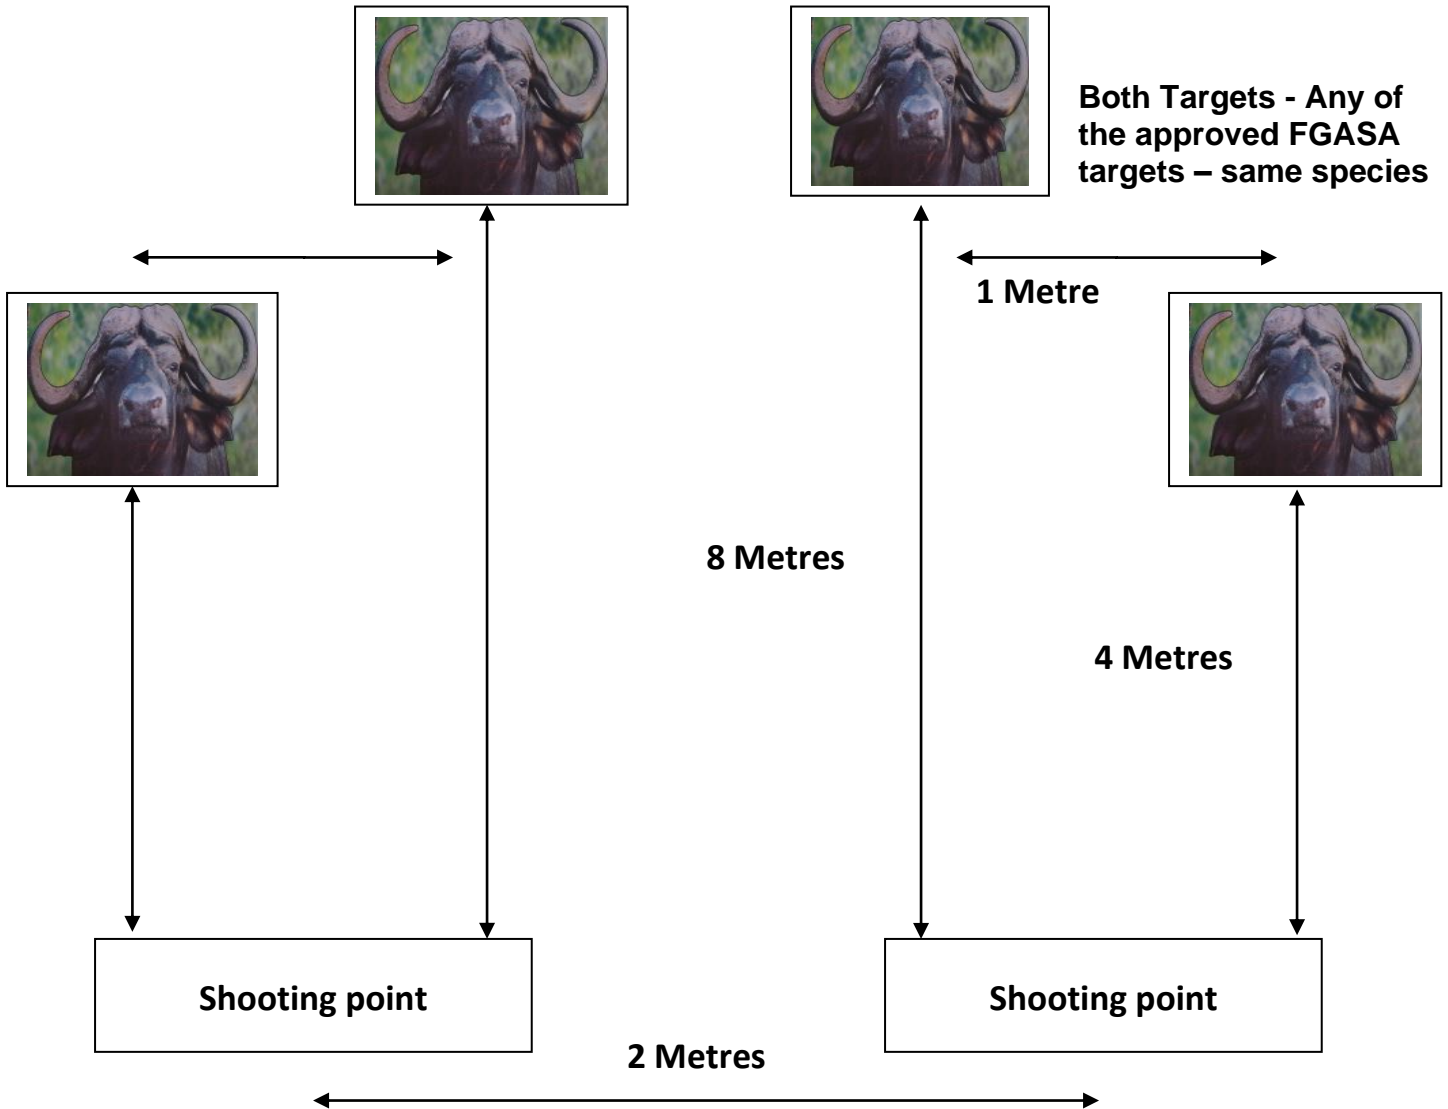 Both Targets - Any of
the approved FGASA
targets – same species
1 Metre
8 Metres
4 Metres
Shooting point
Shooting point
2 Metres